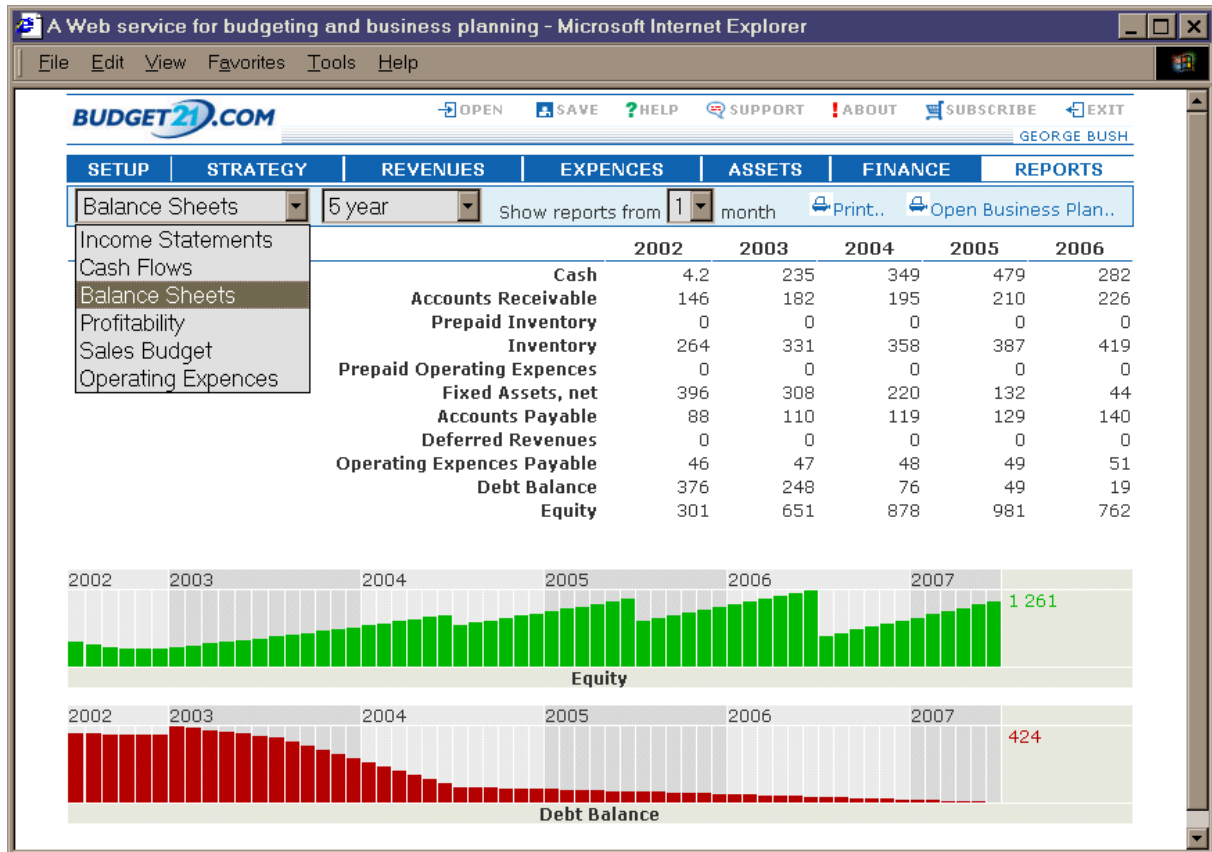 A Web service for budgeting and business planning - Microsoft Internet Explorer
File Edit View Favorites Tools Help
BUDGET21.COM OPEN SAVE ?HELP SUPPORT !ABOUT SUBSCRIBE EXIT
GEORGE BUSH
SETUP STRATEGY REVENUES EXPENCES ASSETS FINANCE REPORTS
Balance Sheets 5 year Show reports from 1 month Print.. Open Business Plan..
Income Statements
Cash Flows
Balance Sheets
Profitability
Sales Budget
Operating Expences
2002 2003 2004 2005 2006
Cash 4.2 235 349 479 282
Accounts Receivable 146 182 195 210 226
Prepaid Inventory 0 0 0 0 0
Inventory 264 331 358 387 419
Prepaid Operating Expences 0 0 0 0 0
Fixed Assets, net 396 308 220 132 44
Accounts Payable 88 110 119 129 140
Deferred Revenues 0 0 0 0 0
Operating Expences Payable 46 47 48 49 51
Debt Balance 376 248 76 49 19
Equity 301 651 878 981 762
2002 2003 2004 2005 2006 2007
1 261
Equity
2002 2003 2004 2005 2006 2007
424
Debt Balance